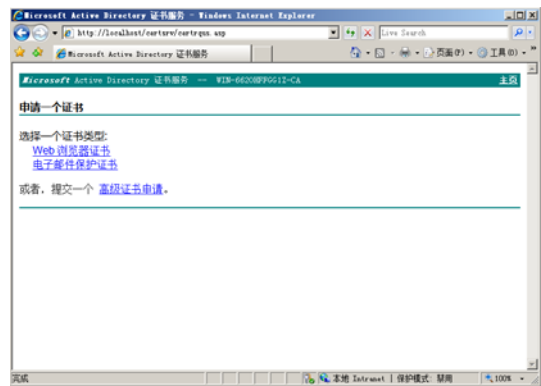 Microsoft Active Directory 证书服务 - Windows Internet Explorer
http://localhost/certsrv/certrqus.asp
Live Search
Microsoft Active Directory 证书服务
页面(P)
工具(O)
Microsoft Active Directory 证书服务 -- 主页
申请一个证书
选择一个证书类型:
Web 浏览器证书
电子邮件保护证书
或者，提交一个 高级证书申请。
完成
本地 Intranet | 保护模式: 禁用
100%